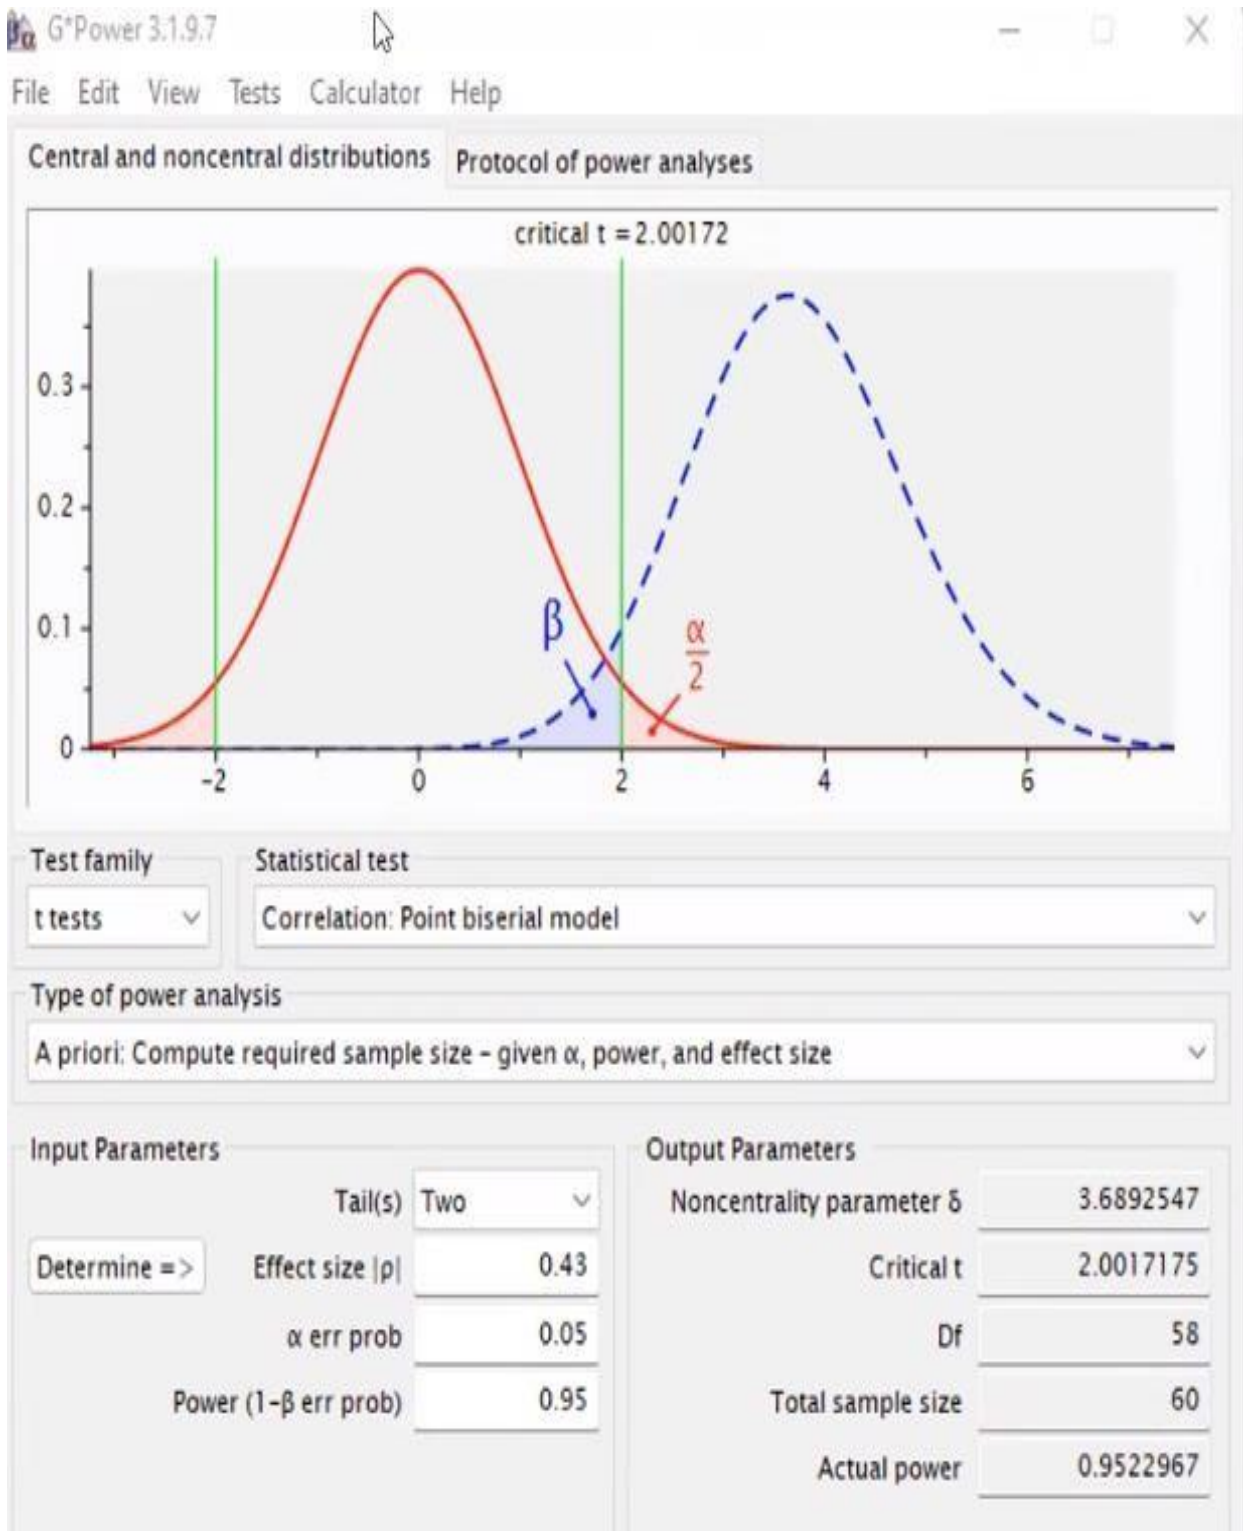 G*Power 3.1.9.7
File Edit View Tests Calculator Help
Central and noncentral distributions Protocol of power analyses
critical t = 2.00172
0.3
0.2
0.1
0
β
α
2
-2 0 2 4 6
Test family Statistical test
t tests Correlation: Point biserial model
Type of power analysis
A priori: Compute required sample size - given α, power, and effect size
Input Parameters Output Parameters
Tail(s) Two Noncentrality parameter δ 3.6892547
Determine => Effect size |ρ| 0.43 Critical t 2.0017175
α err prob 0.05 Df 58
Power (1-β err prob) 0.95 Total sample size 60
Actual power 0.9522967